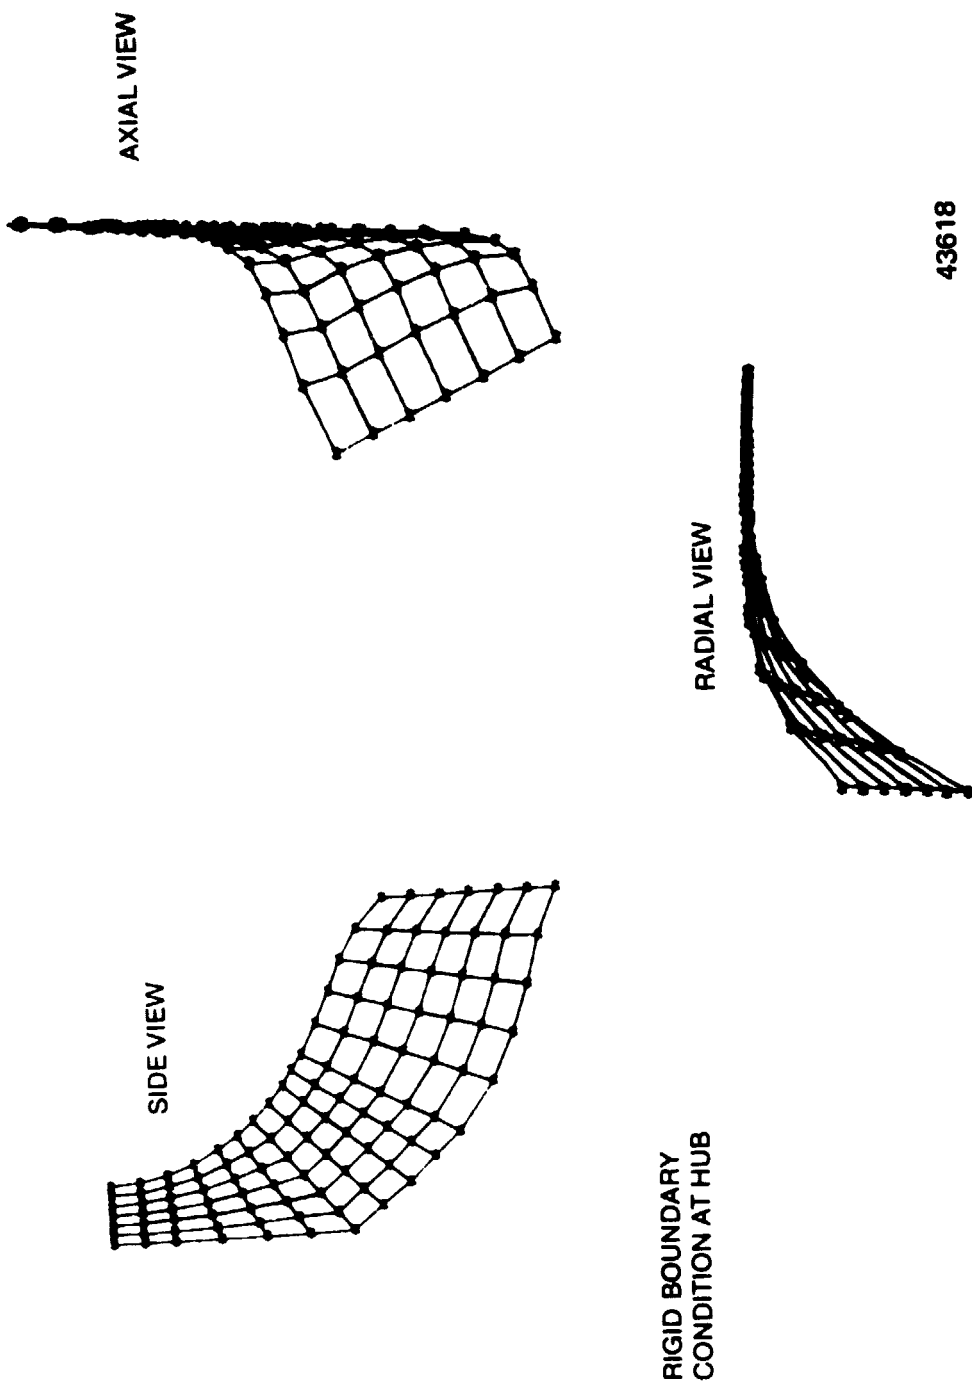 SIDE VIEW
AXIAL VIEW
RADIAL VIEW
RIGID BOUNDARY
CONDITION AT HUB
43618